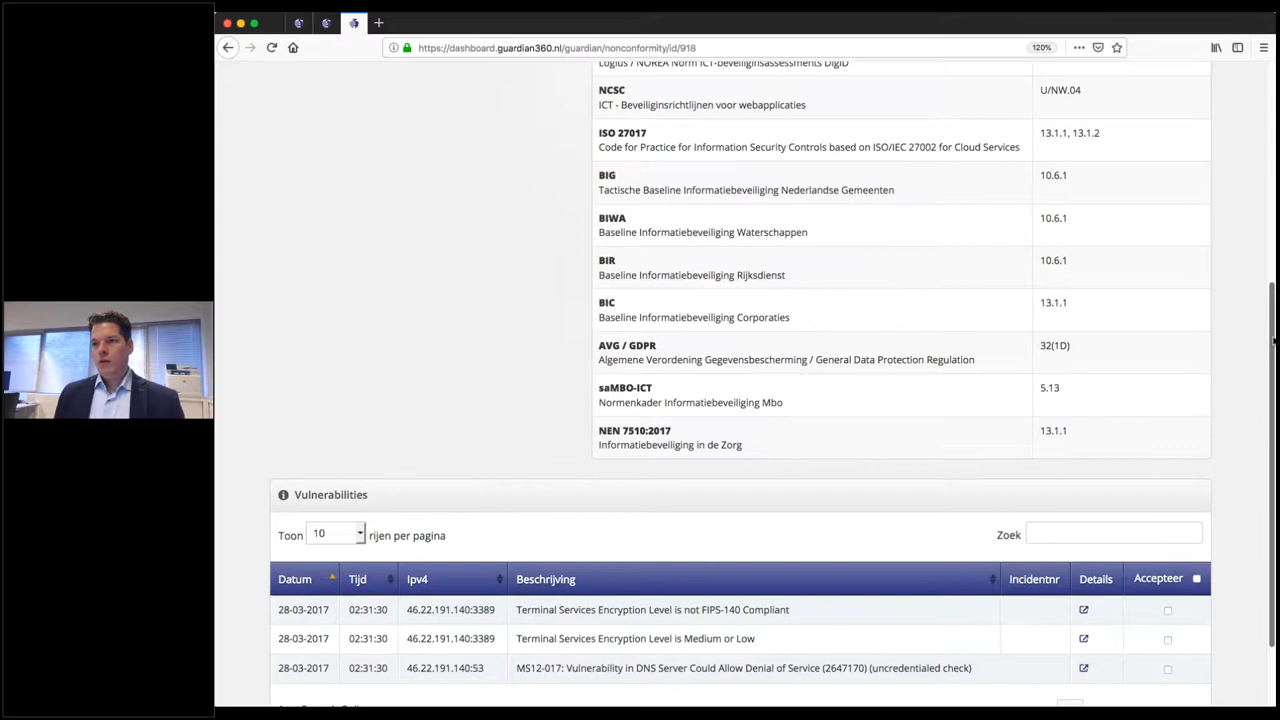 https://dashboard.guardian360.nl/guardian/nonconformity/id/918
120%
Logius / NOREA Norm ICT-beveiliginsassessments DigiD
NCSC
U/NW.04
ICT - Beveiliginsrichtlijnen voor webapplicaties
ISO 27017
13.1.1, 13.1.2
Code for Practice for Information Security Controls based on ISO/IEC 27002 for Cloud Services
BIG
10.6.1
Tactische Baseline Informatiebeveiliging Nederlandse Gemeenten
BIWA
10.6.1
Baseline Informatiebeveiliging Waterschappen
BIR
10.6.1
Baseline Informatiebeveiliging Rijksdienst
BIC
13.1.1
Baseline Informatiebeveiliging Corporaties
AVG / GDPR
32(1D)
Algemene Verordening Gegevensbescherming / General Data Protection Regulation
saMBO-ICT
5.13
Normenkader Informatiebeveiliging Mbo
NEN 7510:2017
13.1.1
Informatiebeveiliging in de Zorg
Vulnerabilities
Toon 10 rijen per pagina
Zoek
Datum Tijd Ipv4 Beschrijving Incidentnr Details Accepteer
28-03-2017 02:31:30 46.22.191.140:3389 Terminal Services Encryption Level is not FIPS-140 Compliant
28-03-2017 02:31:30 46.22.191.140:3389 Terminal Services Encryption Level is Medium or Low
28-03-2017 02:31:30 46.22.191.140:53 MS12-017: Vulnerability in DNS Server Could Allow Denial of Service (2647170) (uncredentialed check)